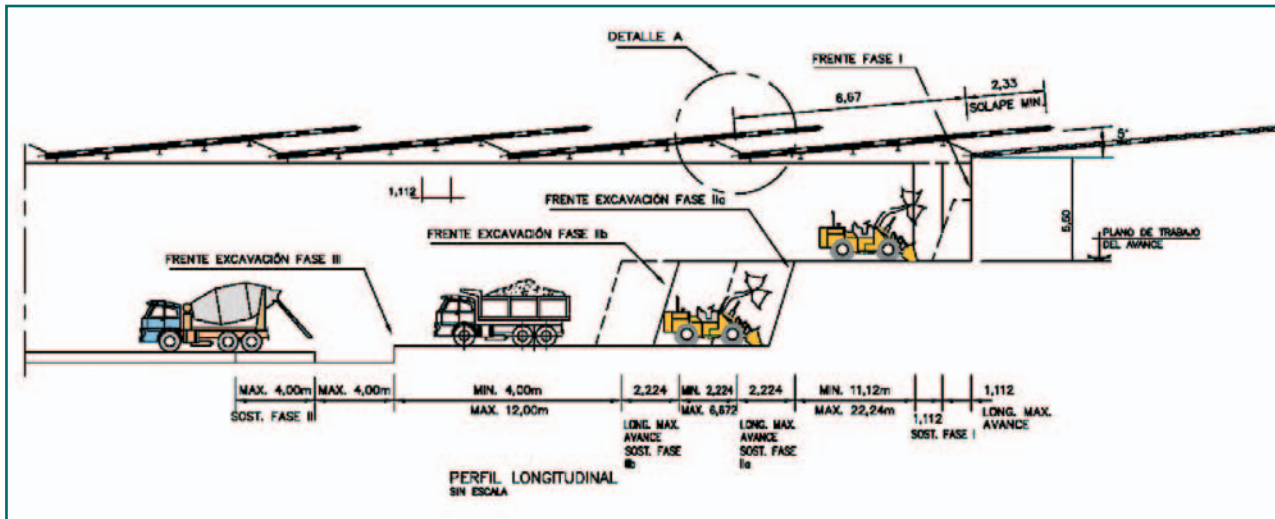 DETALLE A
FRENTE FASE I
6,67
2,33
SOLAPE MIN.
5°
1,112
FRENTE EXCAVACIÓN FASE IIa
5,50
FRENTE EXCAVACIÓN FASE IIb
PLANO DE TRABAJO
DEL AVANCE
FRENTE EXCAVACIÓN FASE III
MAX. 4,00m
MAX. 4,00m
MIN. 4,00m
MAX. 12,00m
2,224
MIN. 2,224
MAX. 6,672
2,224
MIN. 11,12m
MAX. 22,24m
1,112
1,112
LONG. MAX.
AVANCE
SOST. FASE III
LONG. MAX.
AVANCE
SOST. FASE
IIb
LONG. MAX.
AVANCE
SOST. FASE
IIa
SOST. FASE I
PERFIL LONGITUDINAL
SIN ESCALA